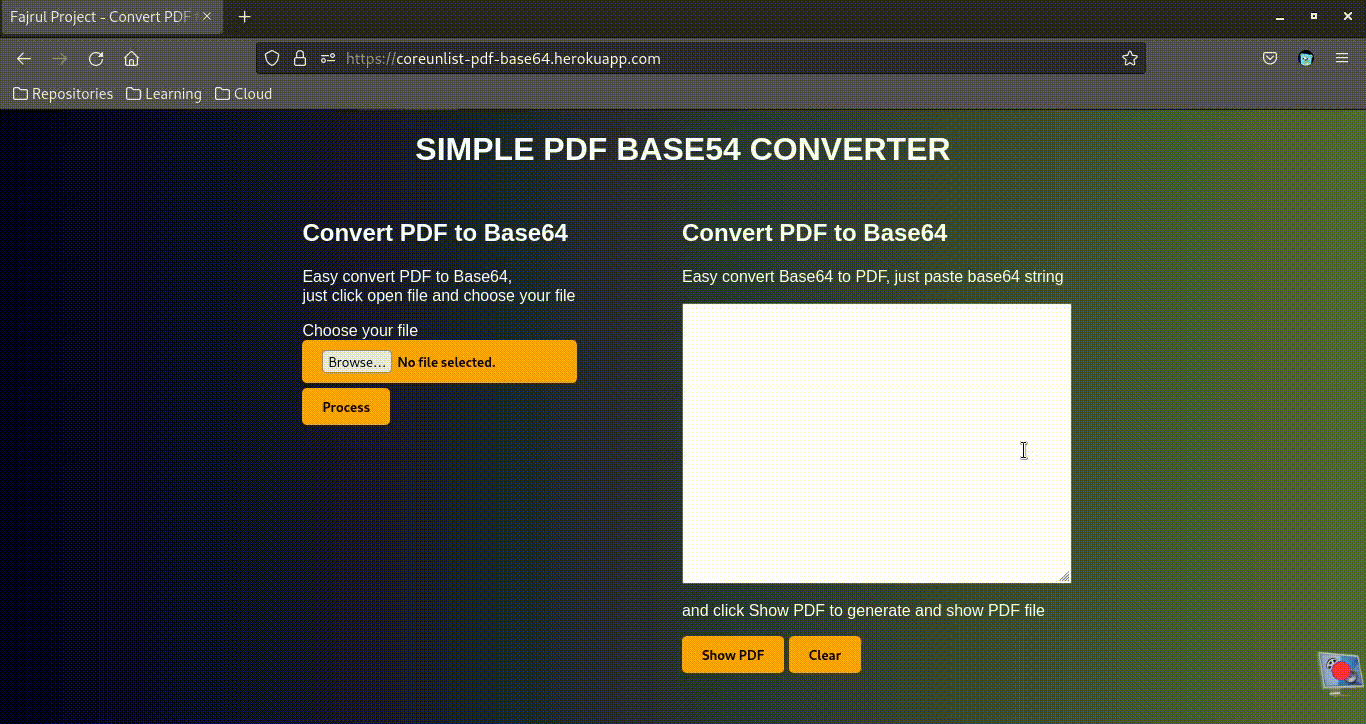 Fajrul Project - Convert PDF
https://coreunlist-pdf-base64.herokuapp.com
Repositories Learning Cloud
SIMPLE PDF BASE54 CONVERTER
Convert PDF to Base64
Easy convert PDF to Base64,
just click open file and choose your file
Choose your file
Browse... No file selected.
Process
Convert PDF to Base64
Easy convert Base64 to PDF, just paste base64 string
and click Show PDF to generate and show PDF file
Show PDF Clear